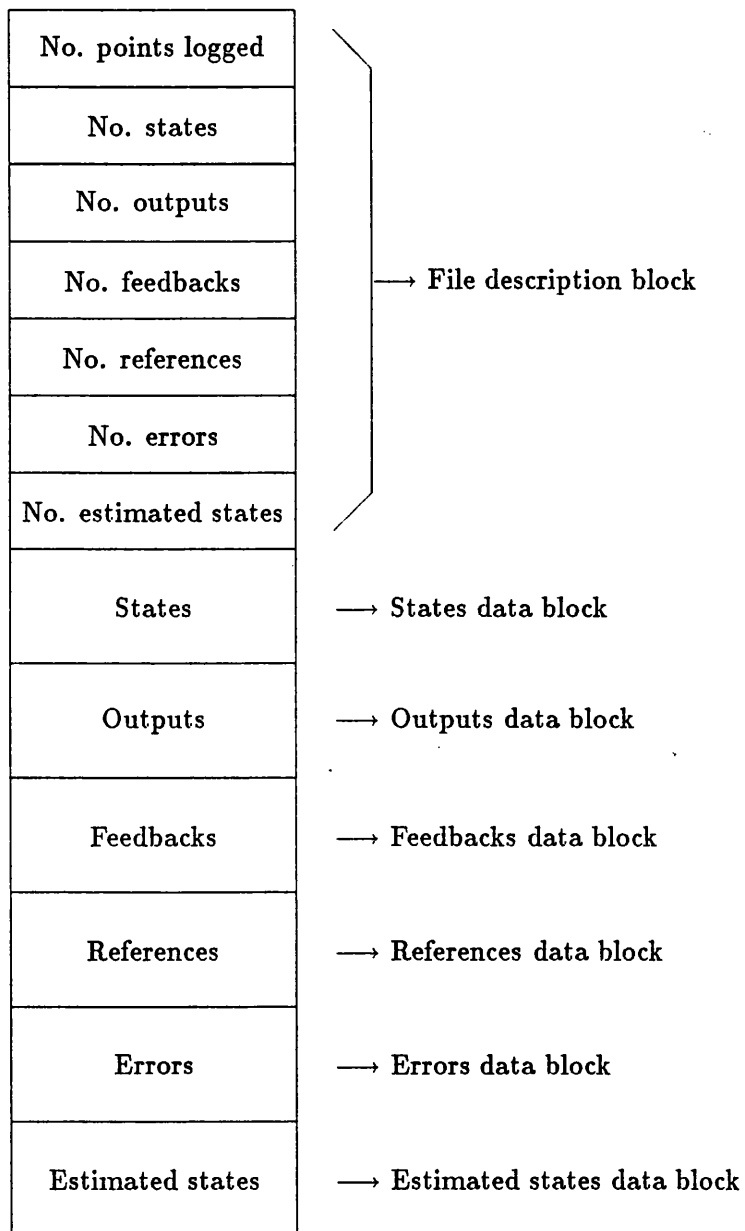 No. points logged
No. states
No. outputs
No. feedbacks
→ File description block
No. references
No. errors
No. estimated states
States
→ States data block
Outputs
→ Outputs data block
Feedbacks
→ Feedbacks data block
References
→ References data block
Errors
→ Errors data block
Estimated states
→ Estimated states data block